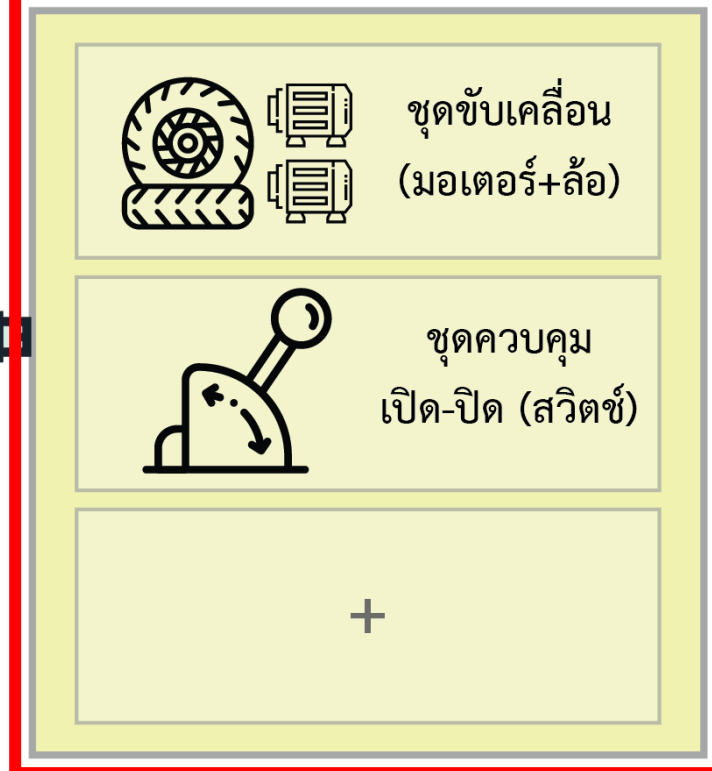 ชุดขับเคลื่อน
(มอเตอร์+ล้อ)
ชุดควบคุม
เปิด-ปิด (สวิตช์)
+